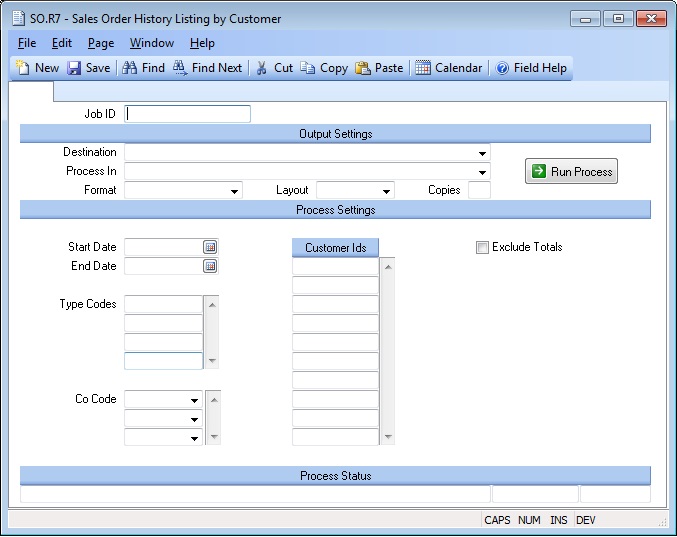 SO.R7 - Sales Order History Listing by Customer
File Edit Page Window Help
New Save Find Find Next Cut Copy Paste Calendar Field Help
Job ID
Output Settings
Destination
Process In
Run Process
Format Layout Copies
Process Settings
Start Date Customer Ids Exclude Totals
End Date
Type Codes
Co Code
Process Status
CAPS NUM INS DEV